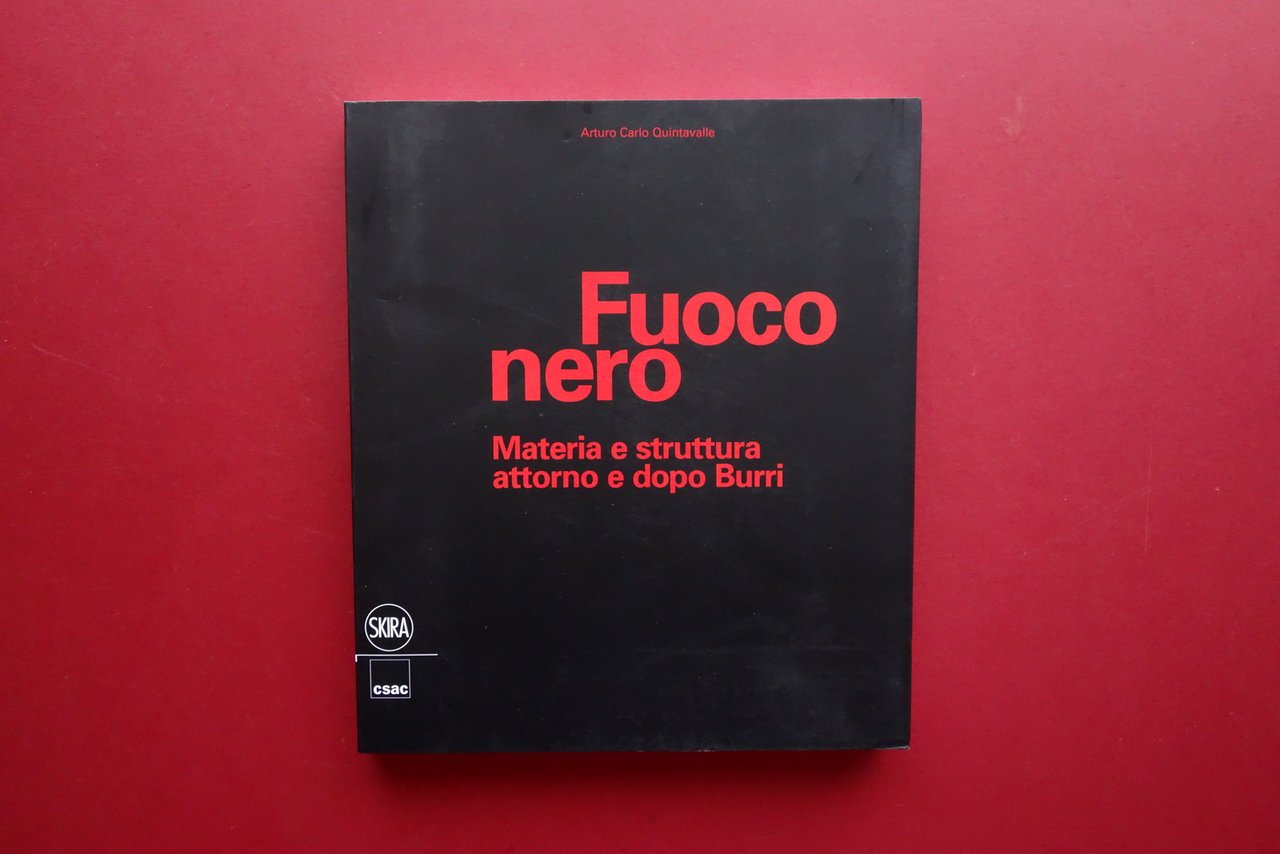 Arturo Carlo Quintavalle
Fuoco
nero
Materia e struttura
attorno e dopo Burri
SKIRA
csac